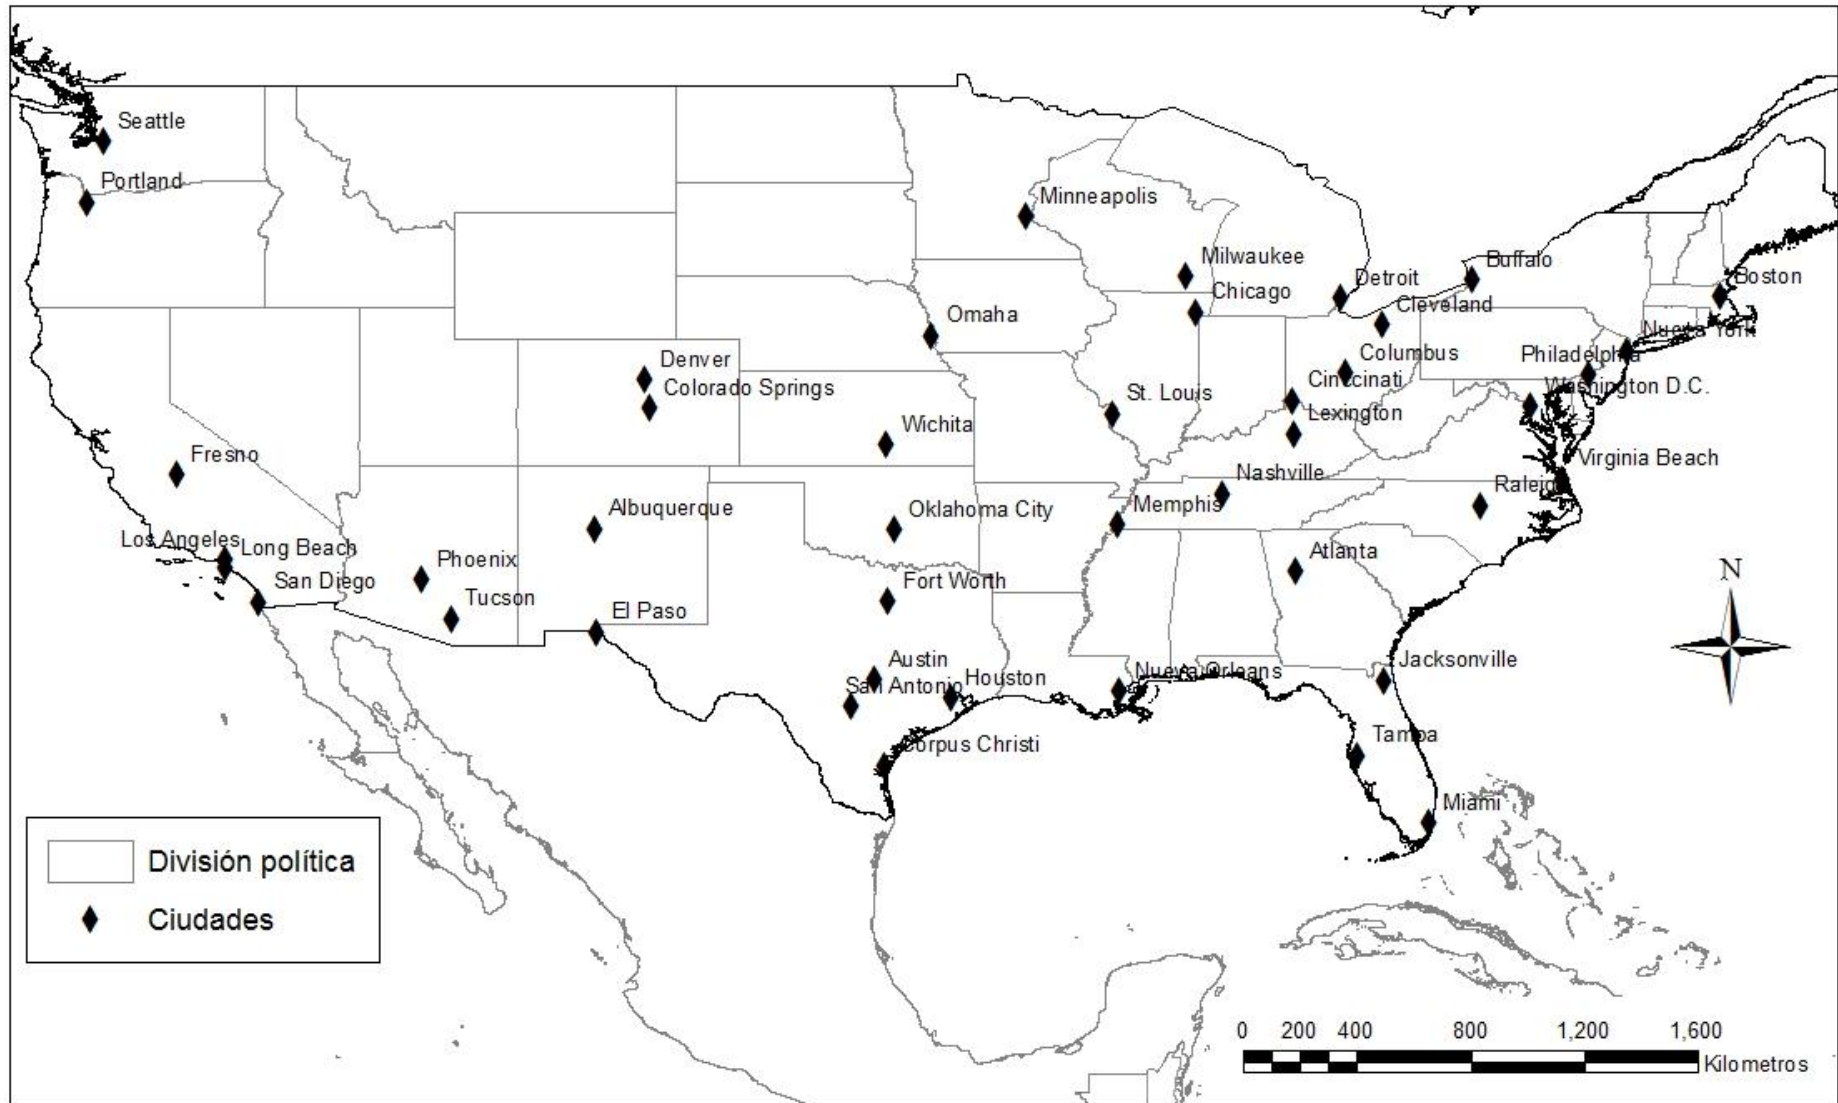 Seattle
Portland
Minneapolis
Milwaukee
Buffalo
Detroit
Boston
Chicago
Cleveland
Omaha
Nueva York
Denver
Columbus
Philadelphia
Colorado Springs
Cinccinati
Washington D.C.
St. Louis
Lexington
Wichita
Fresno
Virginia Beach
Nashville
Raleigh
Albuquerque
Oklahoma City
Memphis
Los Angeles
Long Beach
Phoenix
Atlanta
San Diego
Fort Worth
N
Tucson
El Paso
Austin
Jacksonville
Nueva Orleans
Houston
San Antonio
Tampa
Corpus Christi
Miami
División política
Ciudades
0 200 400 800 1,200 1,600
Kilometros